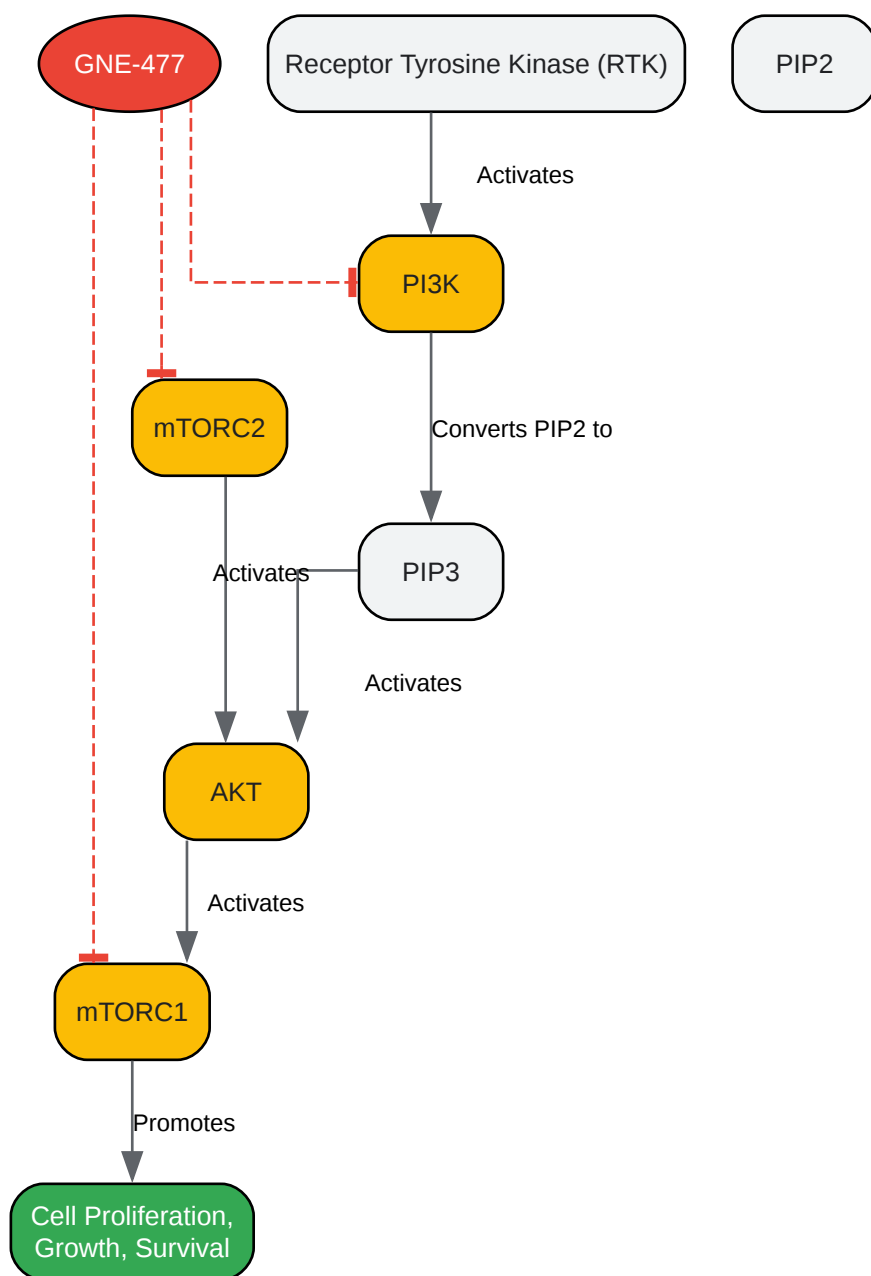 GNE-477
Receptor Tyrosine Kinase (RTK)
PIP2
Activates
PI3K
mTORC2
Converts PIP2 to
Activates
PIP3
Activates
AKT
Activates
mTORC1
Promotes
Cell Proliferation,
Growth, Survival